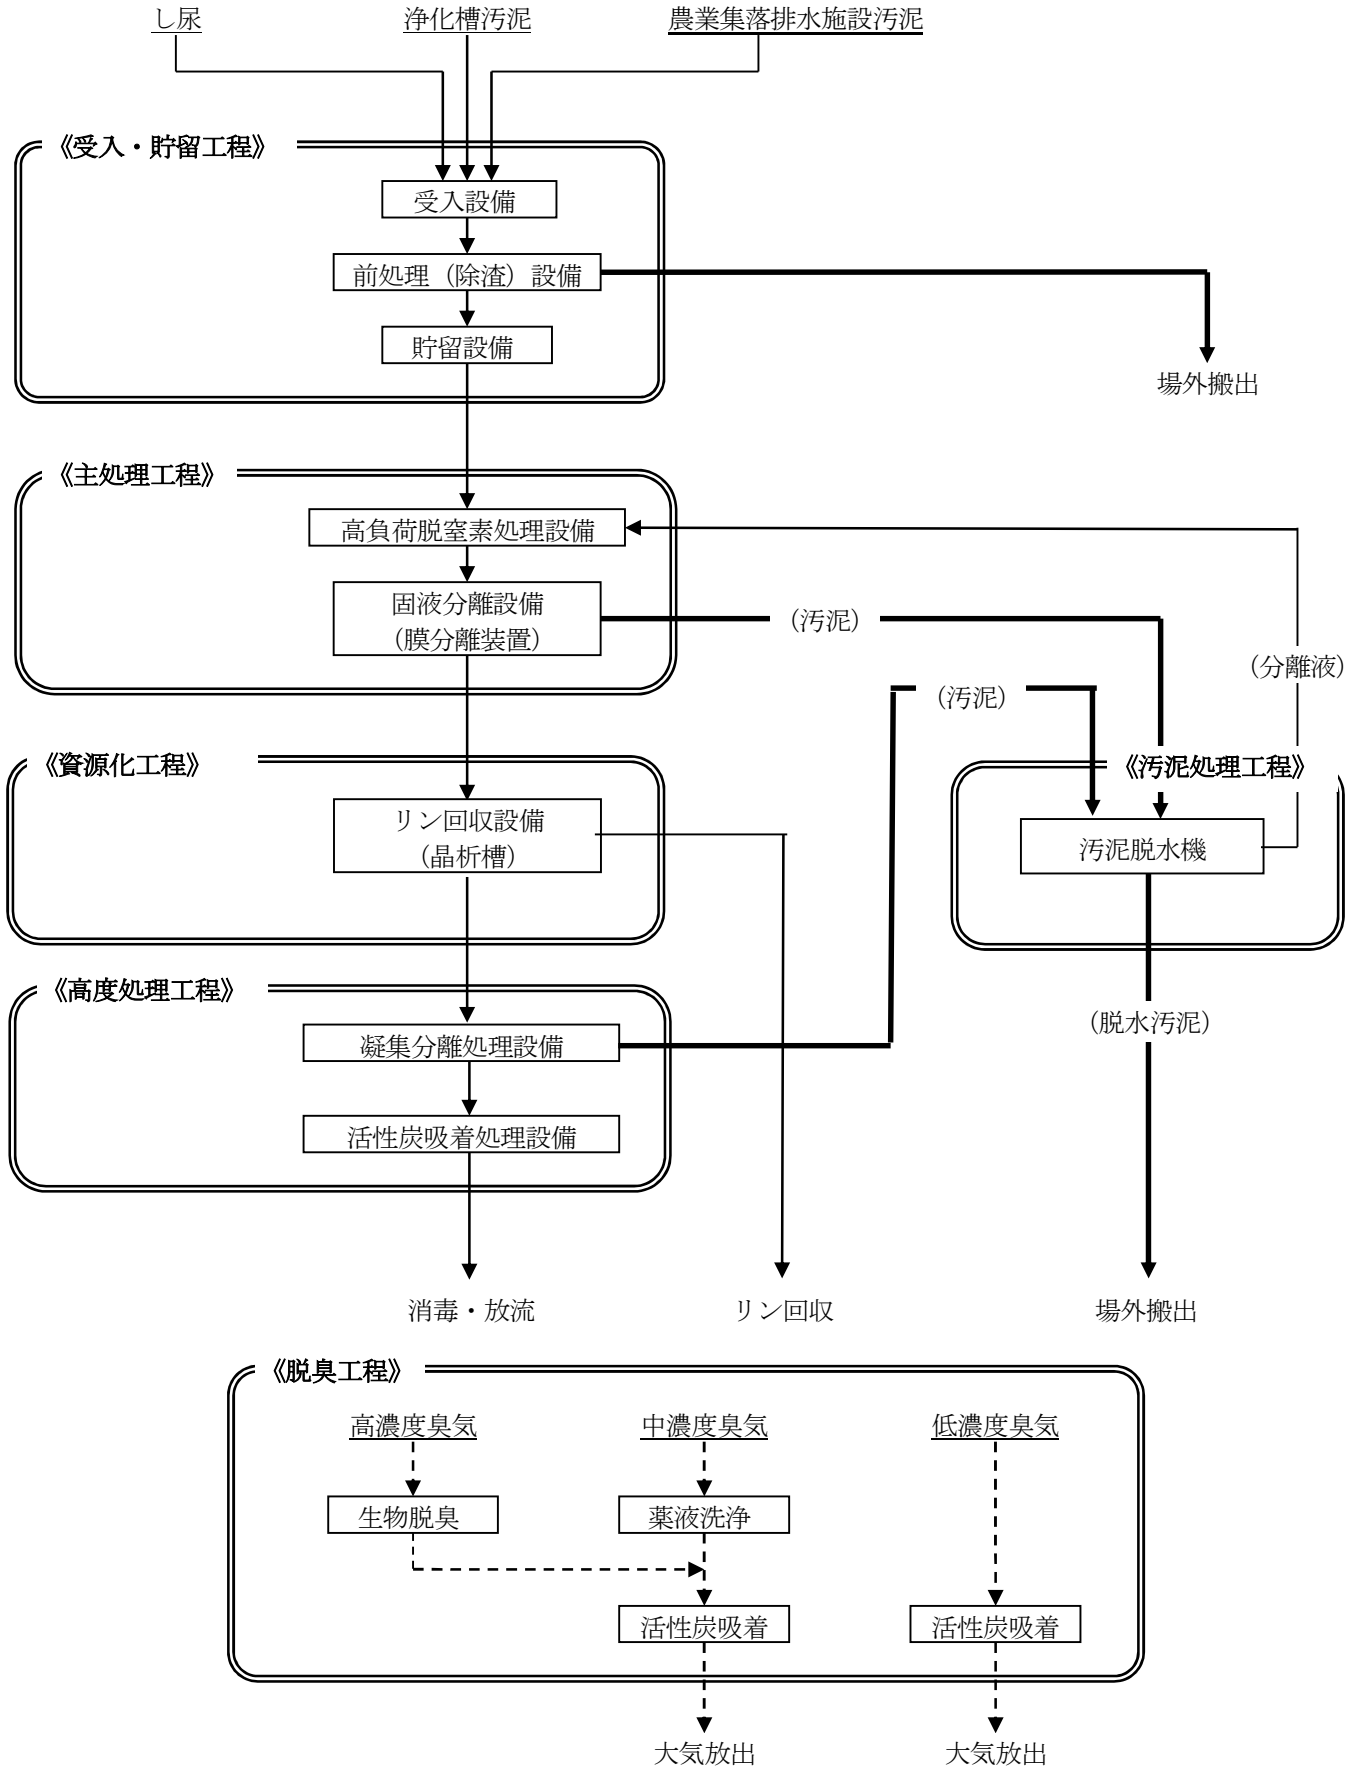 し尿
浄化槽汚泥
農業集落排水施設汚泥
《受入・貯留工程》
受入設備
前処理（除渣）設備
貯留設備
場外搬出
《主処理工程》
高負荷脱窒素処理設備
固液分離設備
（膜分離装置）
（汚泥）
（分離液）
（汚泥）
《資源化工程》
《汚泥処理工程》
リン回収設備
（晶析槽）
汚泥脱水機
《高度処理工程》
（脱水汚泥）
凝集分離処理設備
活性炭吸着処理設備
消毒・放流
リン回収
場外搬出
《脱臭工程》
高濃度臭気
中濃度臭気
低濃度臭気
生物脱臭
薬液洗浄
活性炭吸着
活性炭吸着
大気放出
大気放出